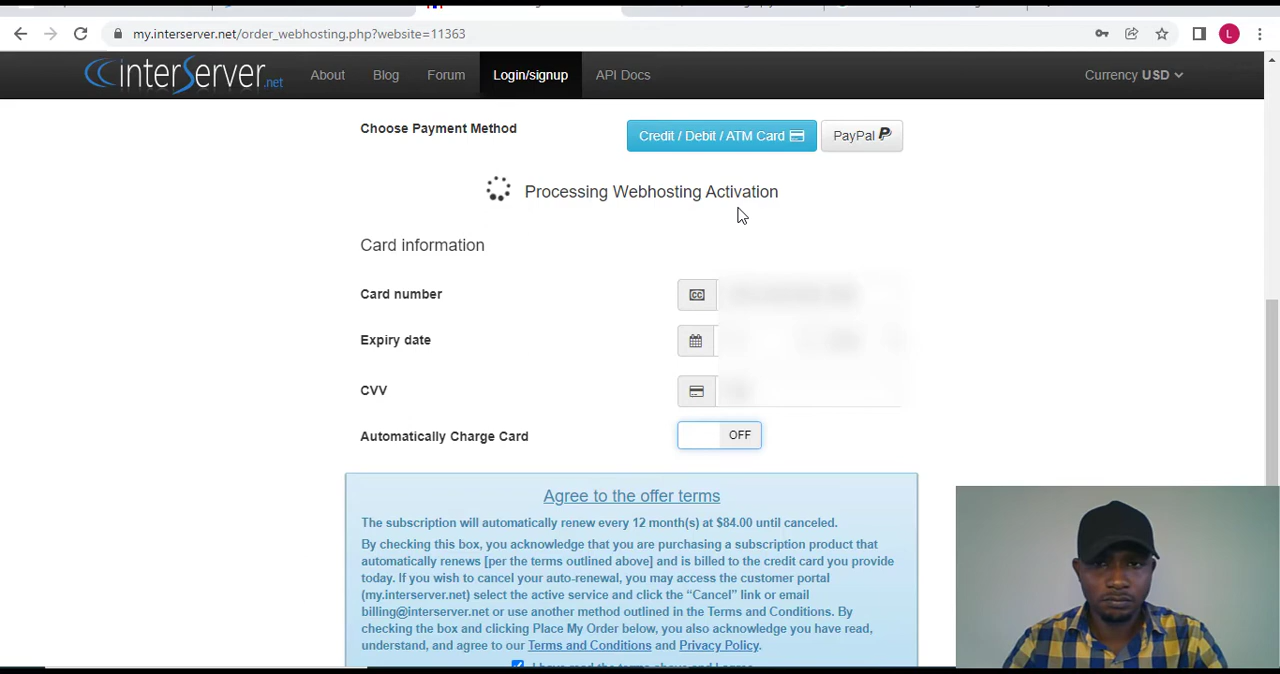 my.interserver.net/order_webhosting.php?website=11363
L
interServer.net About Blog Forum Login/signup API Docs Currency USD
Choose Payment Method Credit / Debit / ATM Card PayPal
Processing Webhosting Activation
Card information
Card number
Expiry date
CVV
Automatically Charge Card OFF
Agree to the offer terms
The subscription will automatically renew every 12 month(s) at $84.00 until canceled.
By checking this box, you acknowledge that you are purchasing a subscription product that
automatically renews [per the terms outlined above] and is billed to the credit card you provide
today. If you wish to cancel your auto-renewal, you may access the customer portal
(my.interserver.net) select the active service and click the “Cancel” link or email
billing@interserver.net or use another method outlined in the Terms and Conditions. By
checking the box and clicking Place My Order below, you also acknowledge you have read,
understand, and agree to our Terms and Conditions and Privacy Policy.
I have read the terms above and I agree